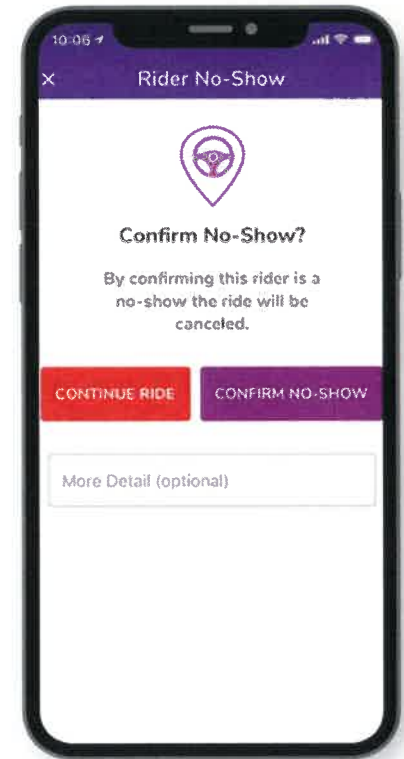 10:06
Rider No-Show
Confirm No-Show?
By confirming this rider is a
no-show the ride will be
canceled.
CONTINUE RIDE
CONFIRM NO-SHOW
More Detail (optional)